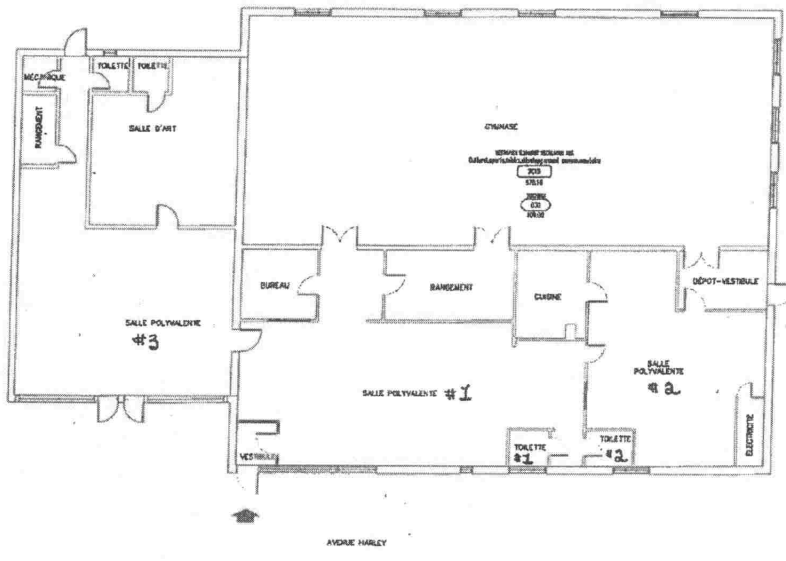 MÉCANIQUE
TOILETTE
TOILETTE
RANGEMENT
SALLE D'ART
GYMNASE
BUREAU
RANGEMENT
CUISINE
DÉPOT-VESTIBULE
SALLE POLYVALENTE
#3
SALLE POLYVALENTE #1
SALLE
POLYVALENTE
#2
VESTIBULE
TOILETTE
#1
TOILETTE
#2
ÉLECTRICITÉ
AVENUE HARLEY